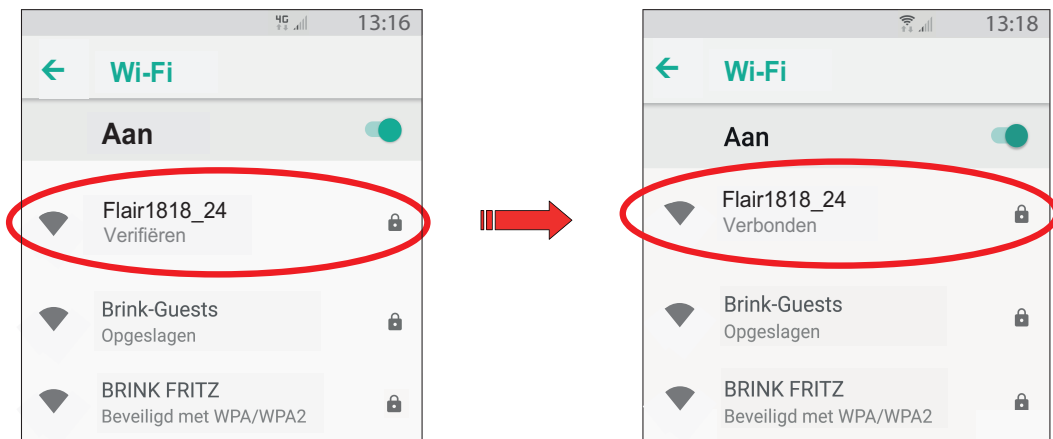 4G 13:16
Wi-Fi
Aan
Flair1818_24
Verifiëren
Brink-Guests
Opgeslagen
BRINK FRITZ
Beveiligd met WPA/WPA2
13:18
Wi-Fi
Aan
Flair1818_24
Verbonden
Brink-Guests
Opgeslagen
BRINK FRITZ
Beveiligd met WPA/WPA2